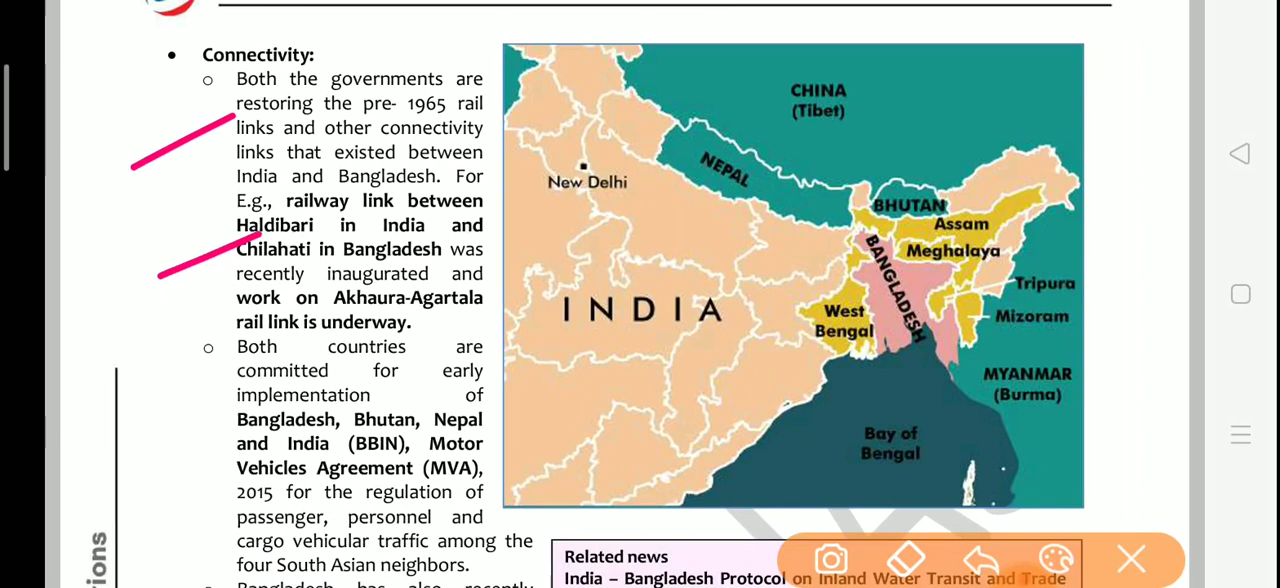 • Connectivity:
o Both the governments are
restoring the pre- 1965 rail
links and other connectivity
links that existed between
India and Bangladesh. For
E.g., railway link between
Haldibari in India and
Chilahati in Bangladesh was
recently inaugurated and
work on Akhaura-Agartala
rail link is underway.
o Both countries are
committed for early
implementation of
Bangladesh, Bhutan, Nepal
and India (BBIN), Motor
Vehicles Agreement (MVA),
2015 for the regulation of
passenger, personnel and
cargo vehicular traffic among the
four South Asian neighbors.
o Bangladesh has also recently
CHINA
(Tibet)
NEPAL
New Delhi
BHUTAN
Assam
Meghalaya
BANGLADESH
Tripura
INDIA
West
Bengal
Mizoram
MYANMAR
(Burma)
Bay of
Bengal
Related news
India – Bangladesh Protocol on Inland Water Transit and Trade